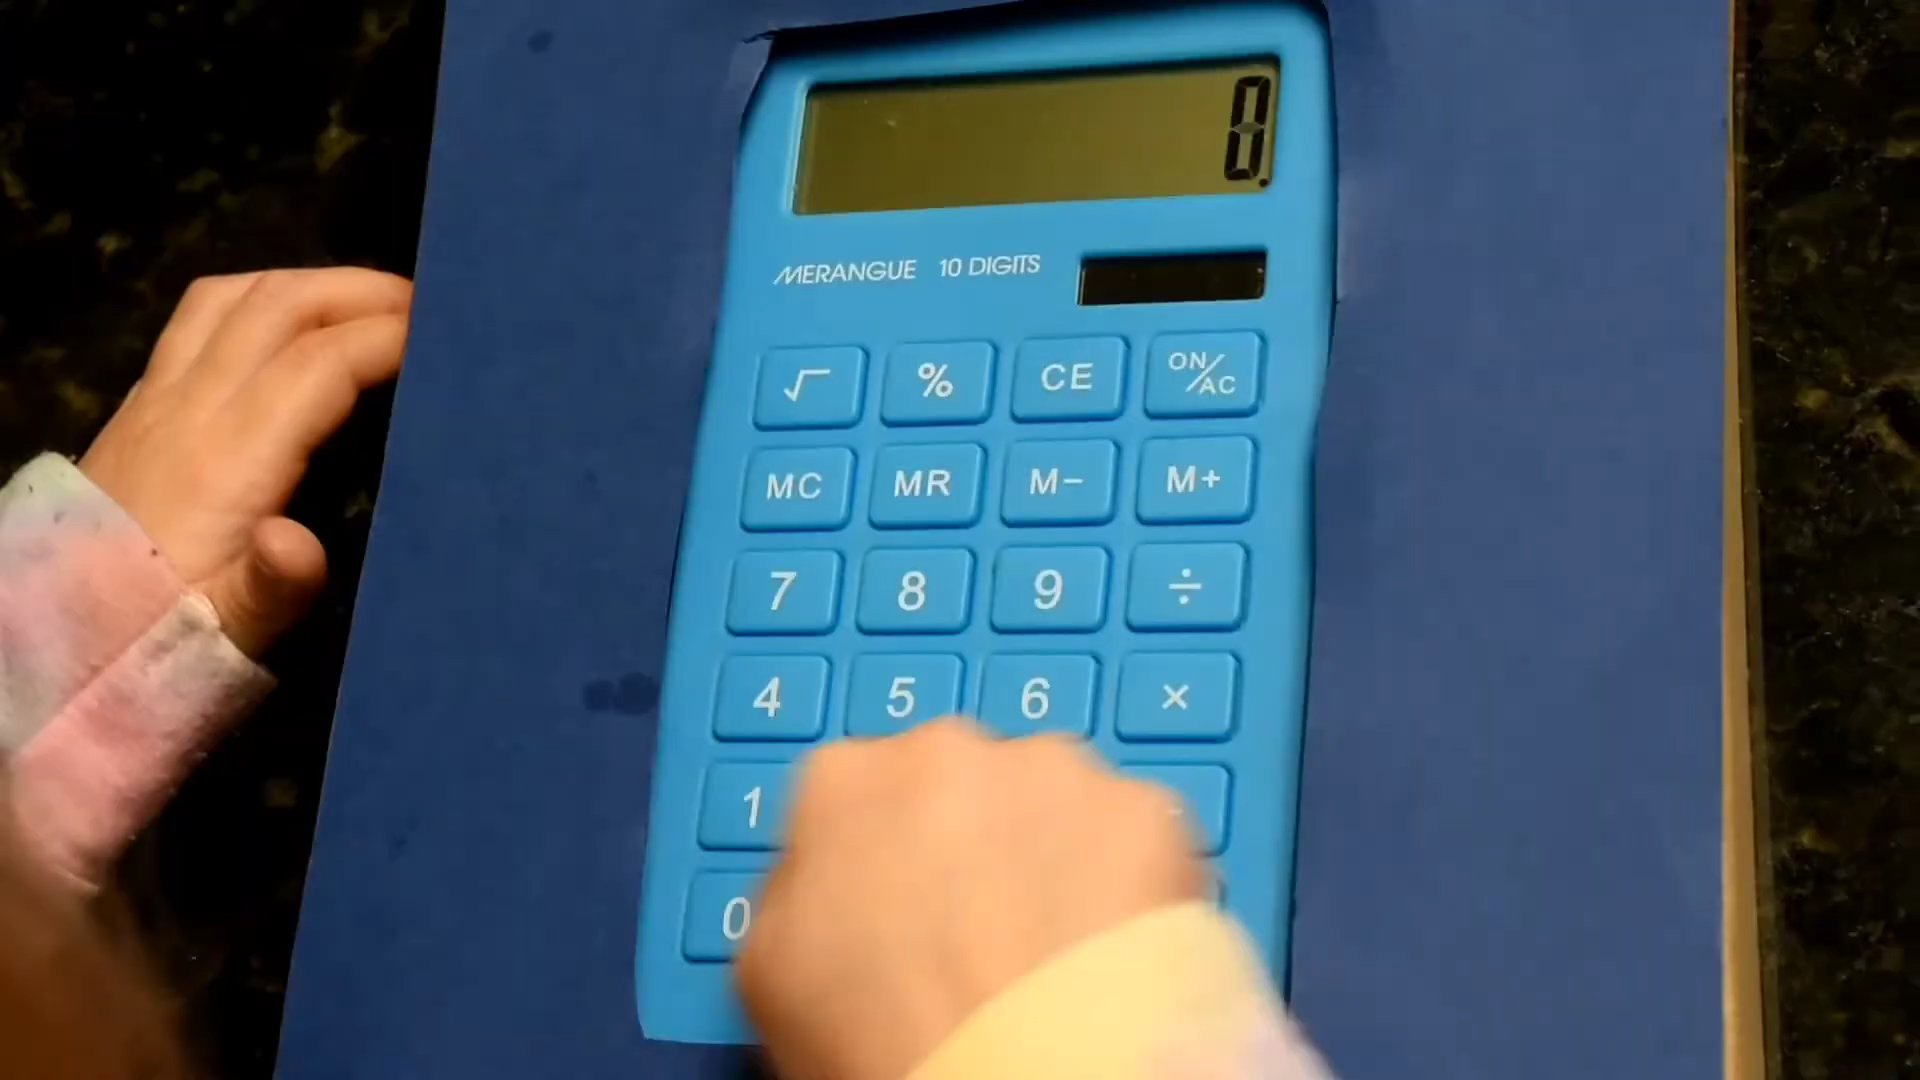 0.
MERANGUE 10 DIGITS
√ % CE ON/AC
MC MR M− M+
7 8 9 ÷
4 5 6 ×
1
0